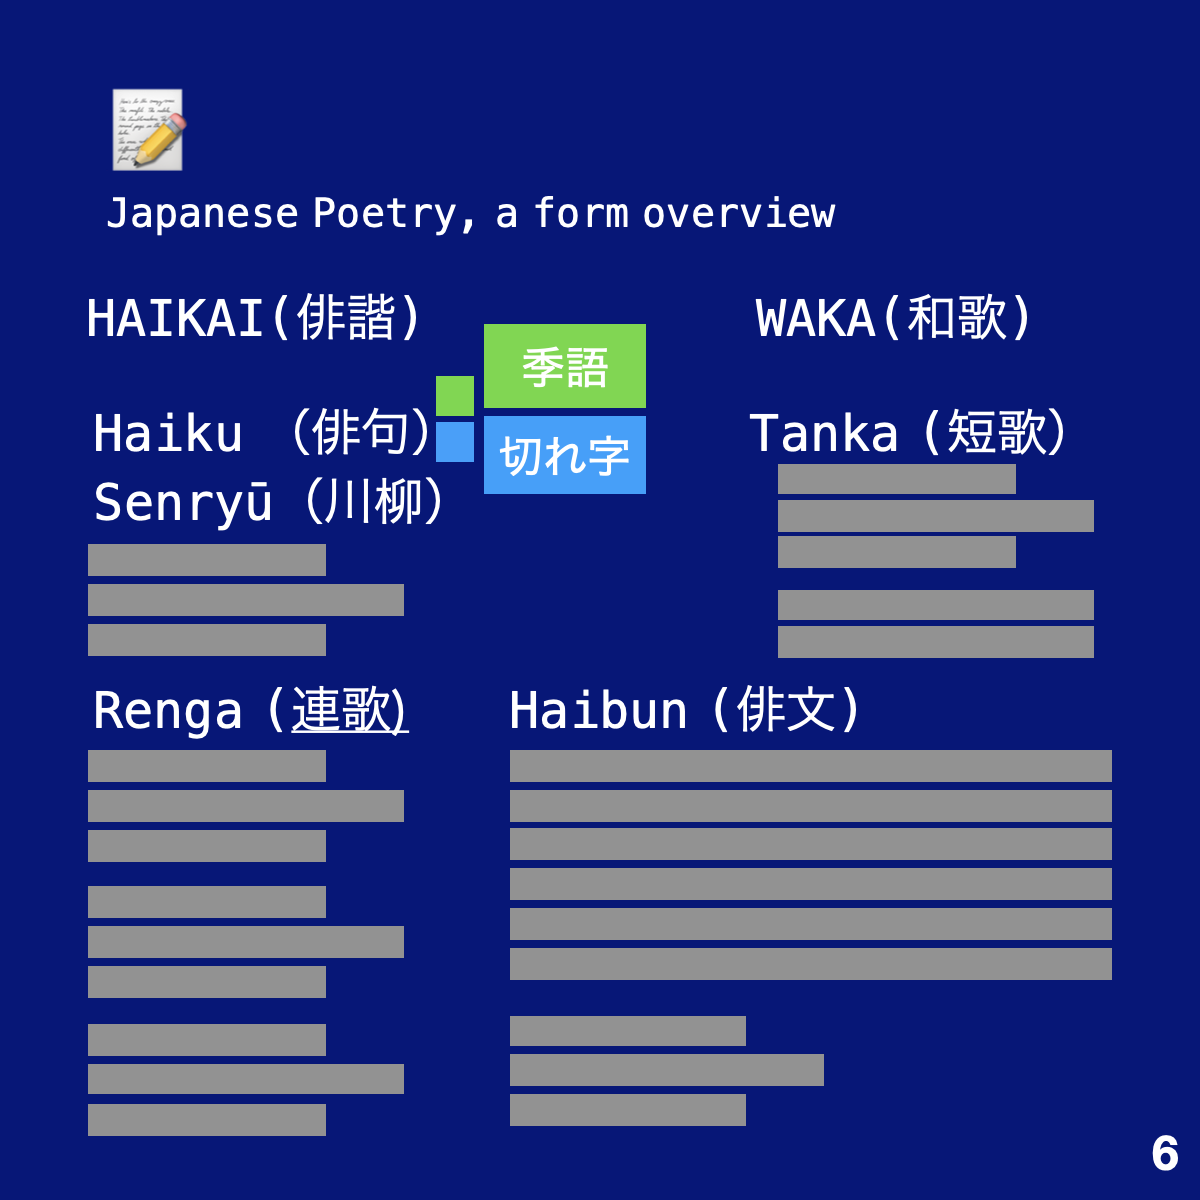 Japanese Poetry, a form overview
HAIKAI(俳諧)
WAKA(和歌)
季語
Haiku （俳句）
切れ字
Tanka (短歌）
Senryū（川柳）
Renga (連歌)
Haibun (俳文)
6